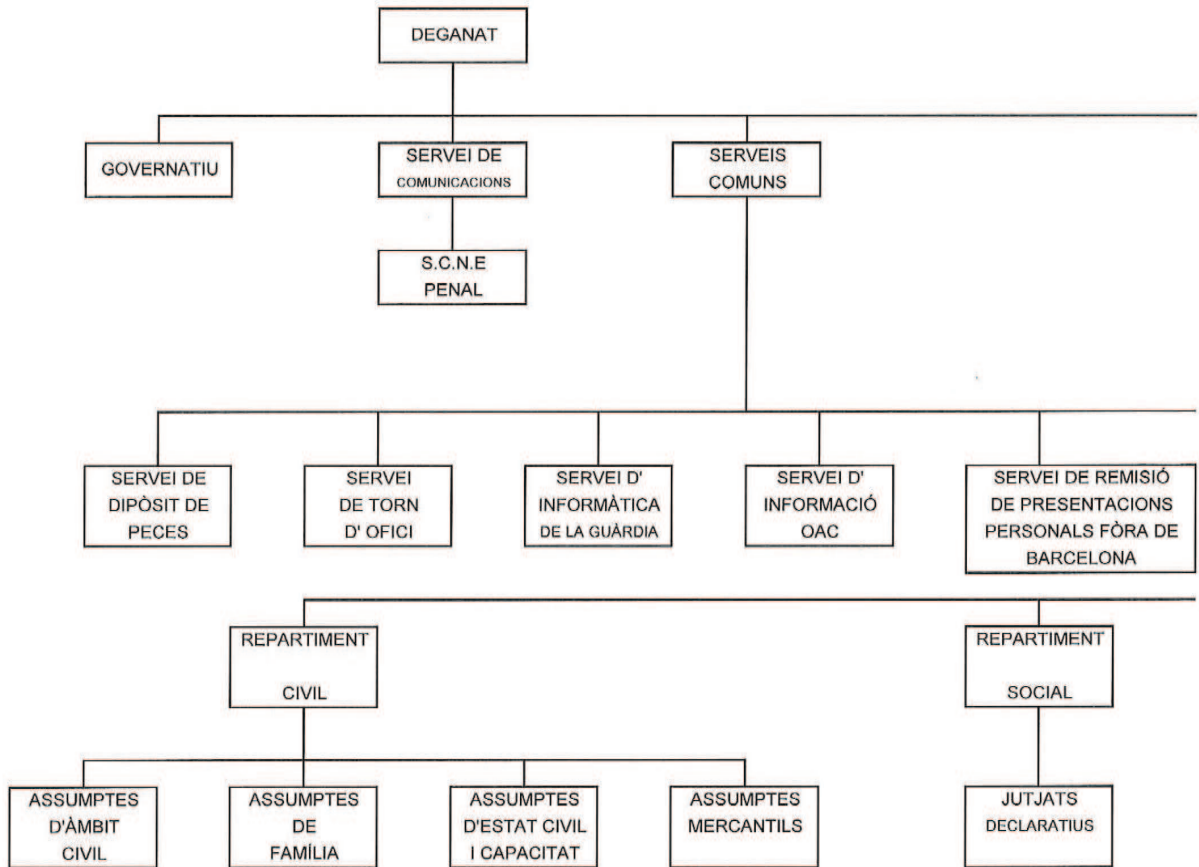 DEGANAT
GOVERNATIU
SERVEI DE
COMUNICACIONS
SERVEIS
COMUNS
S.C.N.E
PENAL
SERVEI DE
DIPÒSIT DE
PECES
SERVEI
DE TORN
D' OFICI
SERVEI D'
INFORMÀTICA
DE LA GUÀRDIA
SERVEI D'
INFORMACIÓ
OAC
SERVEI DE REMISIÓ
DE PRESENTACIONS
PERSONALS FÒRA DE
BARCELONA
REPARTIMENT
CIVIL
REPARTIMENT
SOCIAL
ASSUMPTES
D'ÀMBIT
CIVIL
ASSUMPTES
DE
FAMÍLIA
ASSUMPTES
D'ESTAT CIVIL
I CAPACITAT
ASSUMPTES
MERCANTILS
JUTJATS
DECLARATIUS